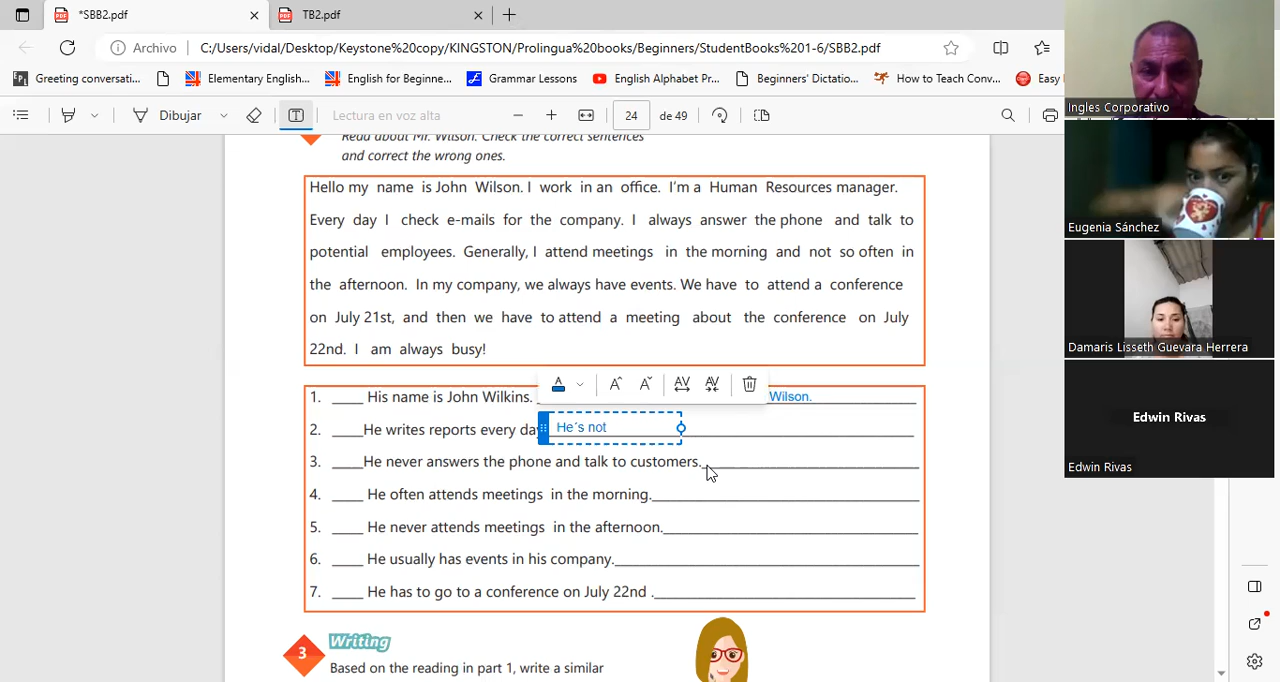 *SBB2.pdf
TB2.pdf
Archivo
C:/Users/vidal/Desktop/Keystone%20copy/KINGSTON/Prolingua%20books/Beginners/StudentBooks%201-6/SBB2.pdf
Greeting conversati...
Elementary English...
English for Beginne...
Grammar Lessons
English Alphabet Pr...
Beginners' Dictatio...
How to Teach Conv...
Easy
Dibujar
Lectura en voz alta
24
de 49
Read about Mr. Wilson. Check the correct sentences
and correct the wrong ones.
Hello my name is John Wilson. I work in an office. I'm a Human Resources manager.
Every day I check e-mails for the company. I always answer the phone and talk to
potential employees. Generally, I attend meetings in the morning and not so often in
the afternoon. In my company, we always have events. We have to attend a conference
on July 21st, and then we have to attend a meeting about the conference on July
22nd. I am always busy!
1. ____ His name is John Wilkins. Wilson.
2. ____He writes reports every da He´s not
3. ____He never answers the phone and talk to customers.
4. ____ He often attends meetings in the morning.
5. ____ He never attends meetings in the afternoon.
6. ____ He usually has events in his company.
7. ____ He has to go to a conference on July 22nd .
3
Writing
Based on the reading in part 1, write a similar
Ingles Corporativo
Eugenia Sánchez
Damaris Lisseth Guevara Herrera
Edwin Rivas
Edwin Rivas